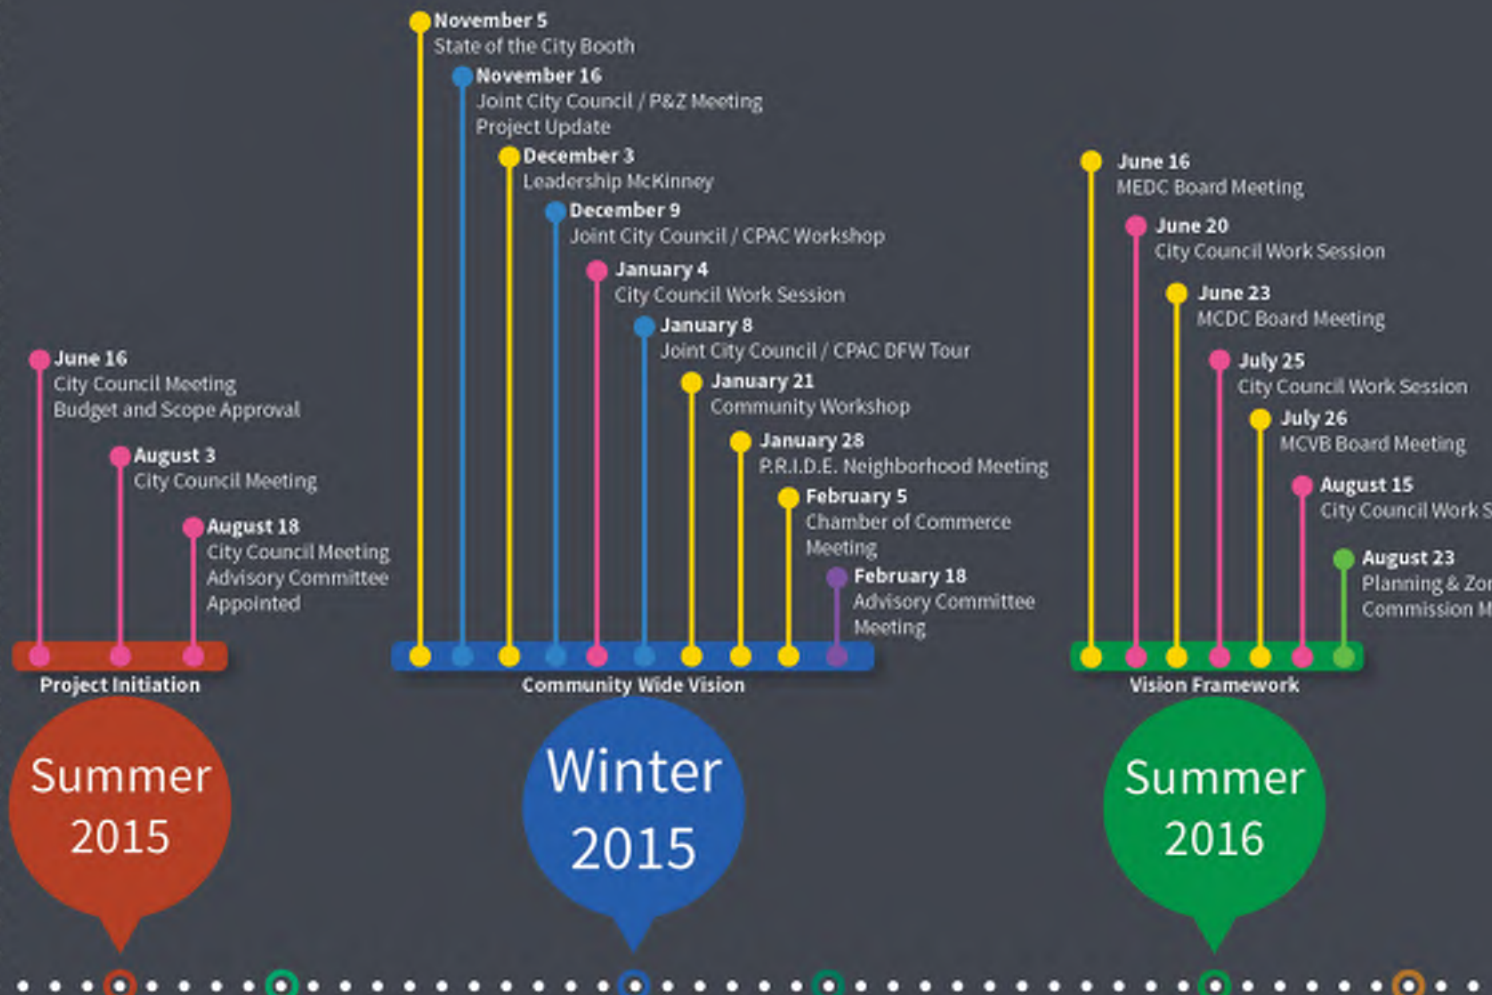 June 16
City Council Meeting
Budget and Scope Approval
August 3
City Council Meeting
August 18
City Council Meeting
Advisory Committee
Appointed
Project Initiation
Summer
2015
November 5
State of the City Booth
November 16
Joint City Council / P&Z Meeting
Project Update
December 3
Leadership McKinney
December 9
Joint City Council / CPAC Workshop
January 4
City Council Work Session
January 8
Joint City Council / CPAC DFW Tour
January 21
Community Workshop
January 28
P.R.I.D.E. Neighborhood Meeting
February 5
Chamber of Commerce
Meeting
February 18
Advisory Committee
Meeting
Community Wide Vision
Winter
2015
June 16
MEDC Board Meeting
June 20
City Council Work Session
June 23
MCDC Board Meeting
July 25
City Council Work Session
July 26
MCVB Board Meeting
August 15
City Council Work
August 23
Planning &
Commission
Vision Framework
Summer
2016